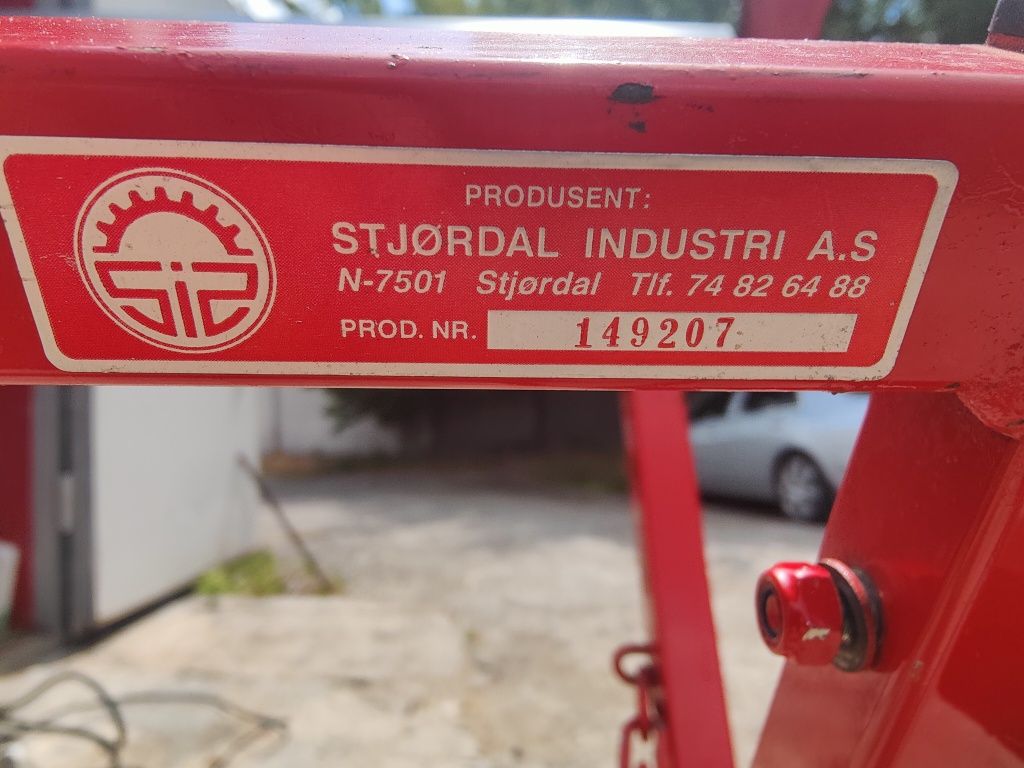 PRODUSENT:
STJØRDAL INDUSTRI A.S
N-7501 Stjørdal Tlf. 74 82 64 88
PROD. NR. 149207